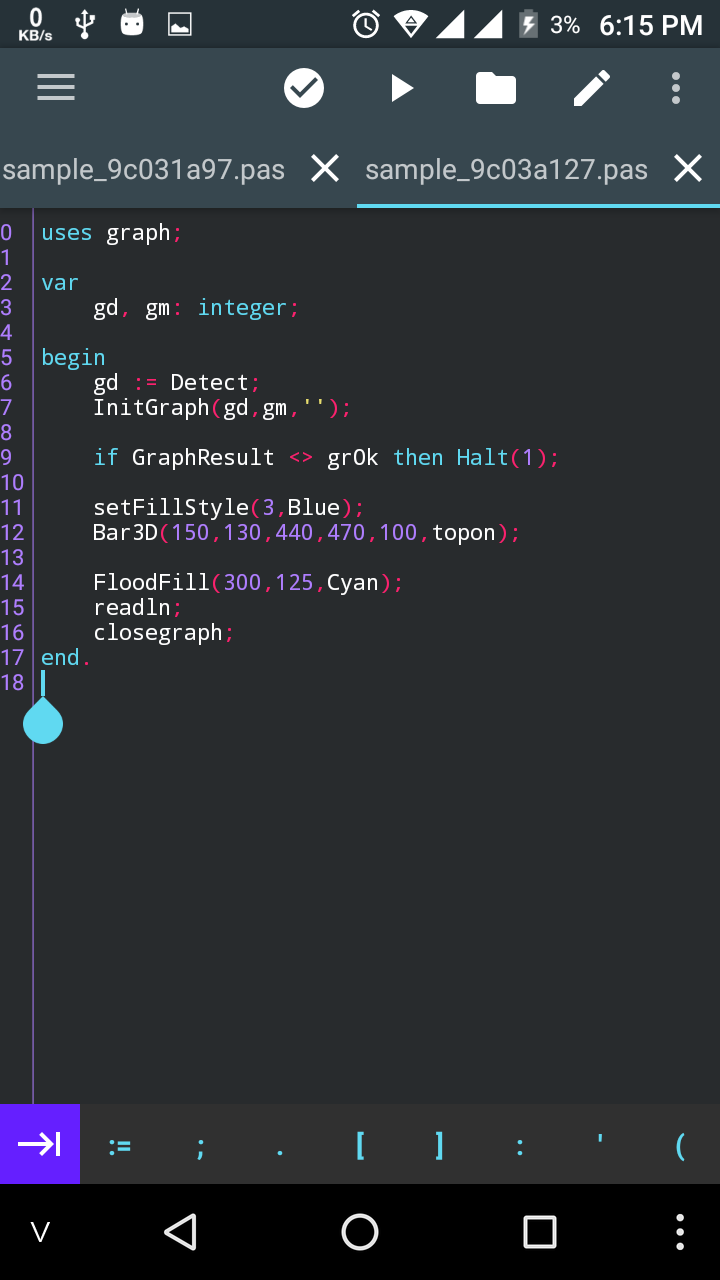 0
KB/s
3%
6:15 PM
sample_9c031a97.pas
sample_9c03a127.pas
0 uses graph;
1
2 var
3     gd, gm: integer;
4
5 begin
6     gd := Detect;
7     InitGraph(gd,gm,'');
8
9     if GraphResult <> grOk then Halt(1);
10
11     setFillStyle(3,Blue);
12     Bar3D(150,130,440,470,100,topon);
13
14     FloodFill(300,125,Cyan);
15     readln;
16     closegraph;
17 end.
18
:= ; . [ ] : ' (